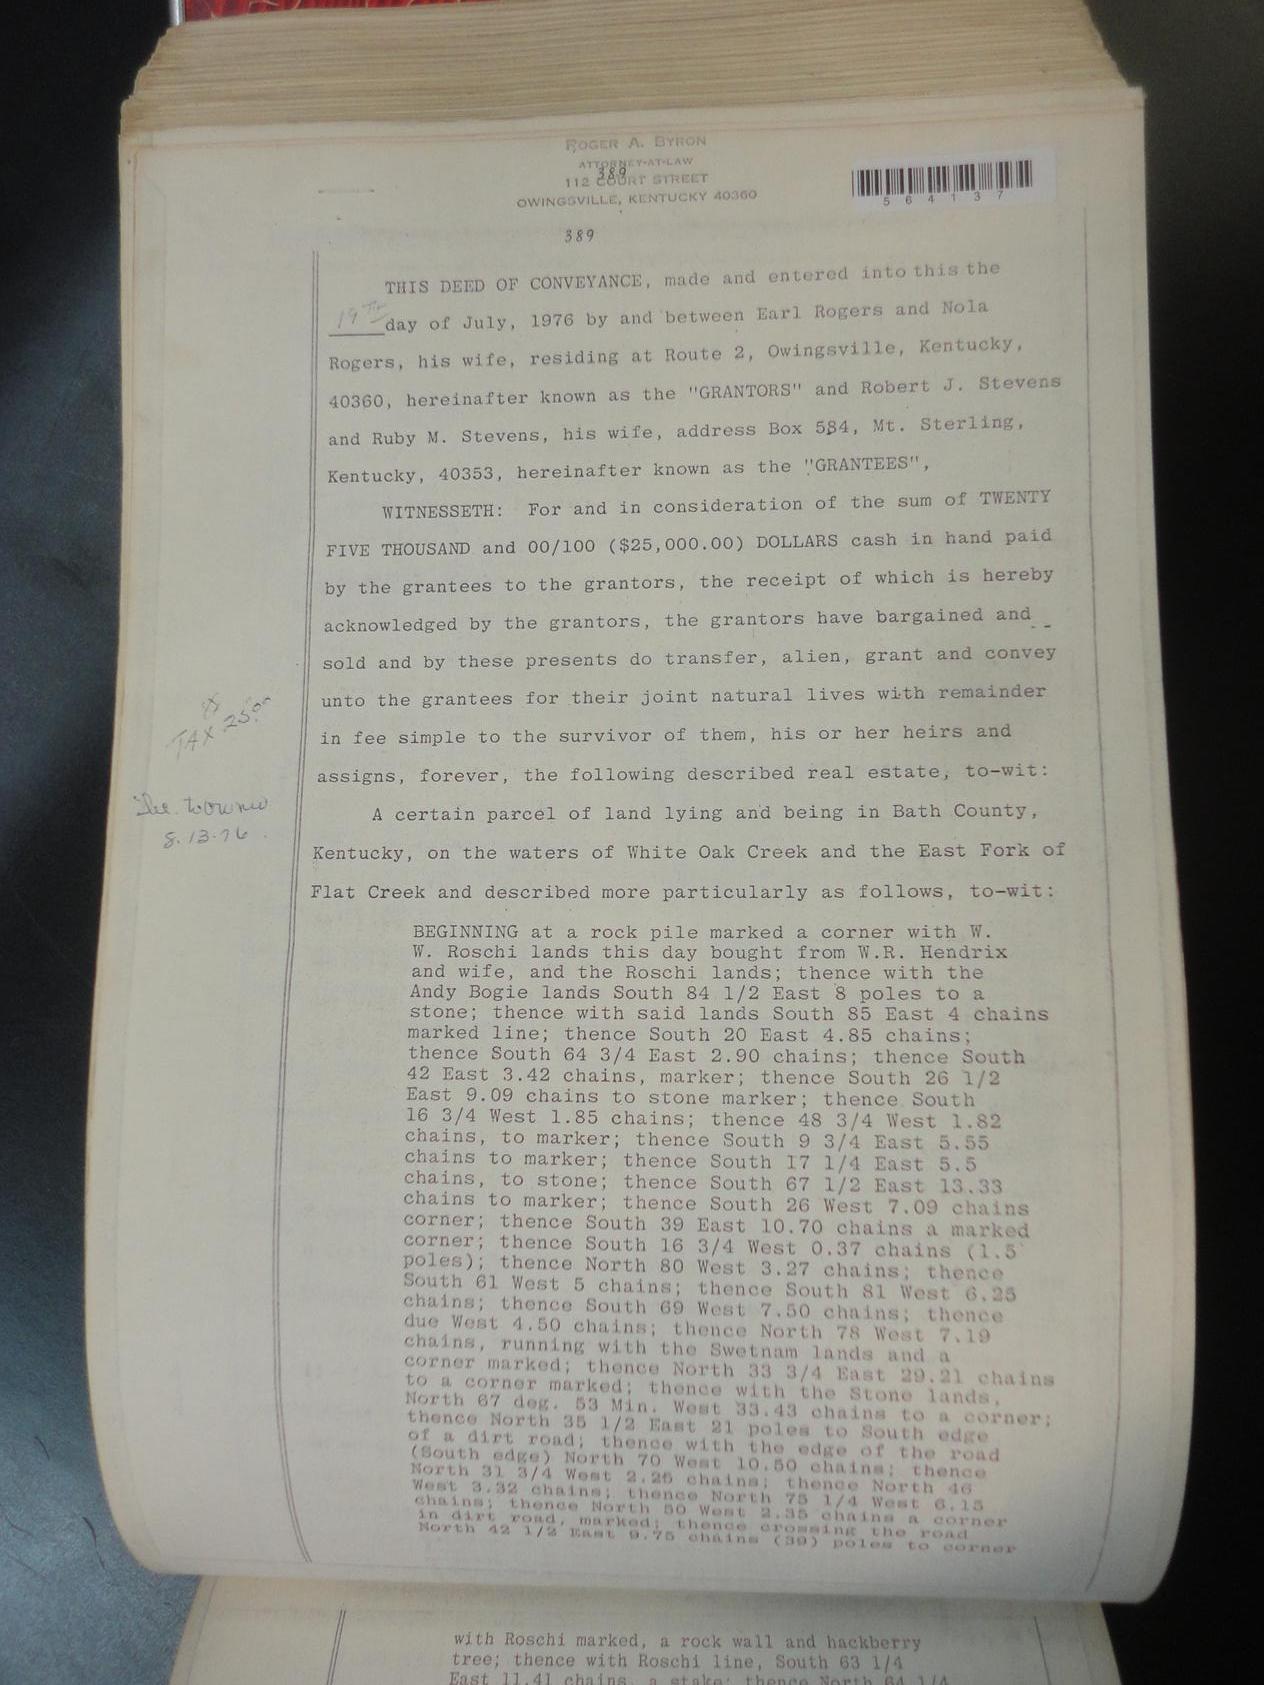 ROGER A. BYRON
ATTORNEY-AT-LAW
389
112 COURT STREET
OWINGSVILLE, KENTUCKY 40360
564137
389
THIS DEED OF CONVEYANCE, made and entered into this the
19th day of July, 1976 by and between Earl Rogers and Nola
Rogers, his wife, residing at Route 2, Owingsville, Kentucky,
40360, hereinafter known as the "GRANTORS" and Robert J. Stevens
and Ruby M. Stevens, his wife, address Box 584, Mt. Sterling,
Kentucky, 40353, hereinafter known as the "GRANTEES",
WITNESSETH: For and in consideration of the sum of TWENTY
FIVE THOUSAND and 00/100 ($25,000.00) DOLLARS cash in hand paid
by the grantees to the grantors, the receipt of which is hereby
acknowledged by the grantors, the grantors have bargained and
sold and by these presents do transfer, alien, grant and convey
unto the grantees for their joint natural lives with remainder
in fee simple to the survivor of them, his or her heirs and
assigns, forever, the following described real estate, to-wit:
TAX 25.00
8.13-76
A certain parcel of land lying and being in Bath County,
Kentucky, on the waters of White Oak Creek and the East Fork of
Flat Creek and described more particularly as follows, to-wit:
BEGINNING at a rock pile marked a corner with W.
W. Roschi lands this day bought from W.R. Hendrix
and wife, and the Roschi lands; thence with the
Andy Bogie lands South 84 1/2 East 8 poles to a
stone; thence with said lands South 85 East 4 chains
marked line; thence South 20 East 4.85 chains;
thence South 64 3/4 East 2.90 chains; thence South
42 East 3.42 chains, marker; thence South 26 1/2
East 9.09 chains to stone marker; thence South
16 3/4 West 1.85 chains; thence 48 3/4 West 1.82
chains, to marker; thence South 9 3/4 East 5.55
chains to marker; thence South 17 1/4 East 5.5
chains, to stone; thence South 67 1/2 East 13.33
chains to marker; thence South 26 West 7.09 chains
corner; thence South 39 East 10.70 chains a marked
corner; thence South 16 3/4 West 0.37 chains (1.5
poles); thence North 80 West 3.27 chains; thence
South 61 West 5 chains; thence South 81 West 6.25
chains; thence South 69 West 7.50 chains; thence
due West 4.50 chains; thence North 78 West 7.19
chains, running with the Swetnam lands and a
corner marked; thence North 33 3/4 East 29.21 chains
to a corner marked; thence with the Stone lands,
North 67 deg. 53 Min. West 33.43 chains to a corner;
thence North 35 1/2 East 21 poles to South edge
of a dirt road; thence with the edge of the road
(South edge) North 70 West 10.50 chains; thence
North 31 3/4 West 2.25 chains; thence North 46
West 3.32 chains; thence North 75 1/4 West 6.15
chains; thence North 50 West 2.35 chains a corner
in dirt road, marked; thence crossing the road
North 42 1/2 East 9.75 chains (39) poles to corner
with Roschi marked, a rock wall and hackberry
tree; thence with Roschi line, South 63 1/4
East 11.41 chains, a stake; thence North 64 1/4